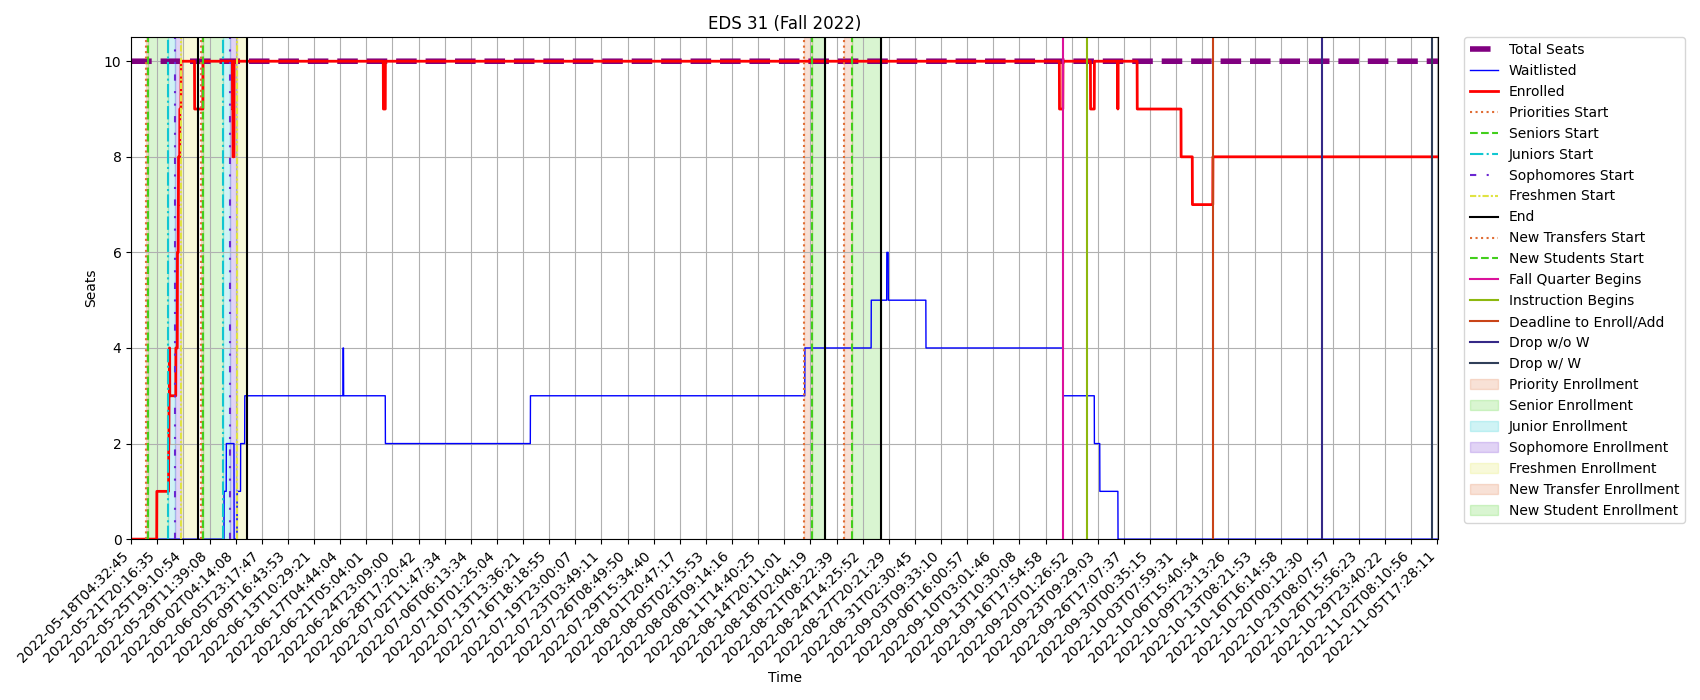 EDS 31 (Fall 2022)
Seats
10
8
6
4
2
0
2022-05-18T04:32:45
2022-05-21T20:16:35
2022-05-25T19:10:54
2022-05-29T11:39:08
2022-06-02T04:14:08
2022-06-05T23:17:47
2022-06-09T16:43:53
2022-06-13T10:29:21
2022-06-17T04:44:04
2022-06-21T05:04:01
2022-06-24T23:09:00
2022-06-28T17:20:42
2022-07-02T11:47:34
2022-07-06T06:13:34
2022-07-10T01:25:04
2022-07-13T13:36:21
2022-07-16T18:18:55
2022-07-19T23:00:07
2022-07-23T03:49:11
2022-07-26T08:49:50
2022-07-29T15:34:40
2022-08-01T20:47:17
2022-08-05T02:15:53
2022-08-08T09:14:16
2022-08-11T14:40:25
2022-08-14T20:11:01
2022-08-18T02:04:19
2022-08-21T08:22:39
2022-08-24T14:25:52
2022-08-27T20:21:29
2022-08-31T02:30:45
2022-09-03T09:33:10
2022-09-06T16:00:57
2022-09-10T03:01:46
2022-09-13T10:30:08
2022-09-16T17:54:58
2022-09-20T01:26:52
2022-09-23T09:29:03
2022-09-26T17:07:37
2022-09-30T00:35:15
2022-10-03T07:59:31
2022-10-06T15:40:54
2022-10-09T23:13:26
2022-10-13T08:21:53
2022-10-16T16:14:58
2022-10-20T00:12:30
2022-10-23T08:07:57
2022-10-26T15:56:23
2022-10-29T23:40:22
2022-11-02T08:10:56
2022-11-05T17:28:11
Time
Total Seats
Waitlisted
Enrolled
Priorities Start
Seniors Start
Juniors Start
Sophomores Start
Freshmen Start
End
New Transfers Start
New Students Start
Fall Quarter Begins
Instruction Begins
Deadline to Enroll/Add
Drop w/o W
Drop w/ W
Priority Enrollment
Senior Enrollment
Junior Enrollment
Sophomore Enrollment
Freshmen Enrollment
New Transfer Enrollment
New Student Enrollment